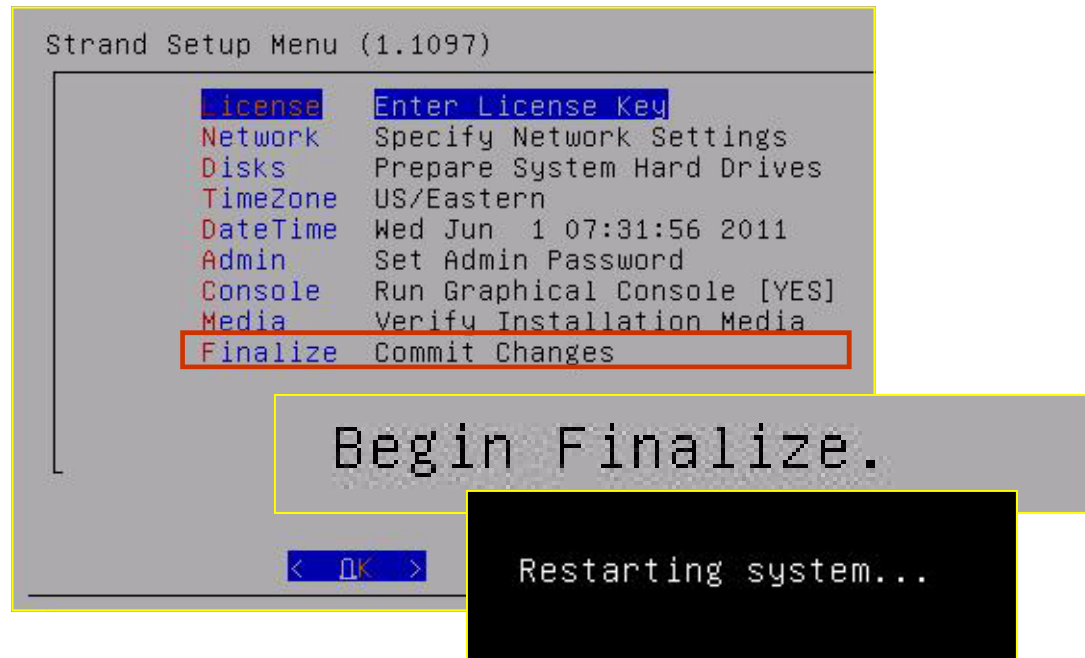 Strand Setup Menu (1.1097)
License Enter License Key
Network Specify Network Settings
Disks Prepare System Hard Drives
TimeZone US/Eastern
DateTime Wed Jun 1 07:31:56 2011
Admin Set Admin Password
Console Run Graphical Console [YES]
Media Verify Installation Media
Finalize Commit Changes
Begin Finalize.
< OK >
Restarting system...